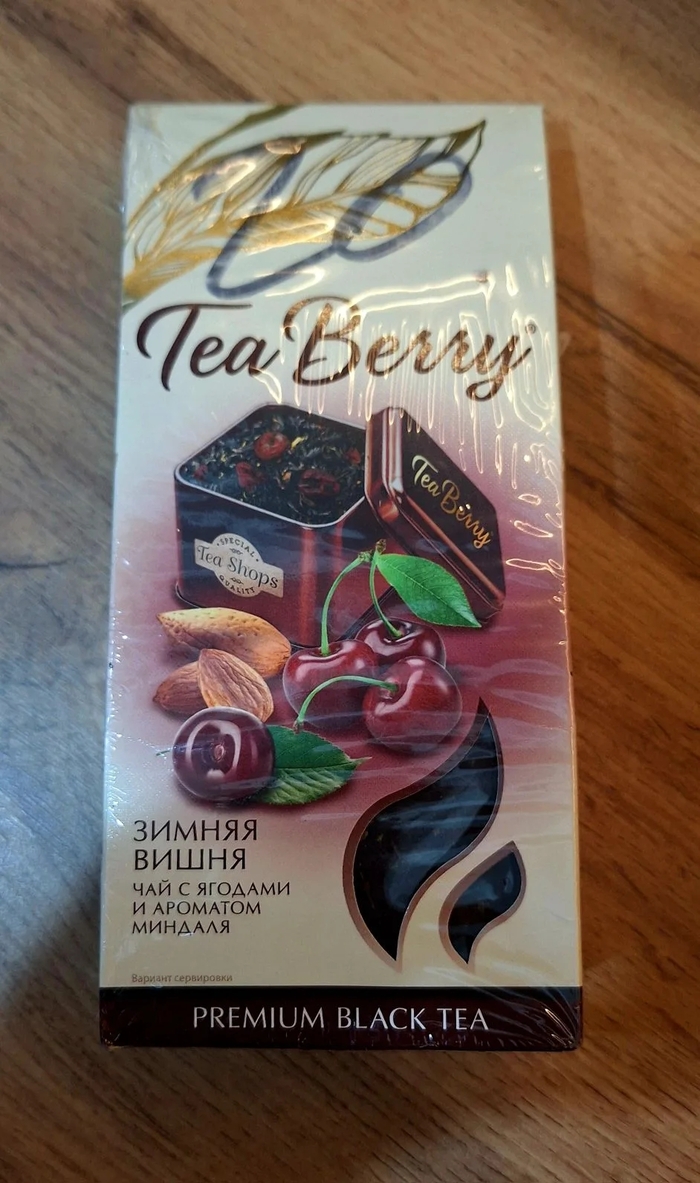 20
Tea Berry®
Tea Berry
SPECIAL
Tea Shops
QUALITY
ЗИМНЯЯ
ВИШНЯ
ЧАЙ С ЯГОДАМИ
И АРОМАТОМ
МИНДАЛЯ
Вариант сервировки
PREMIUM BLACK TEA